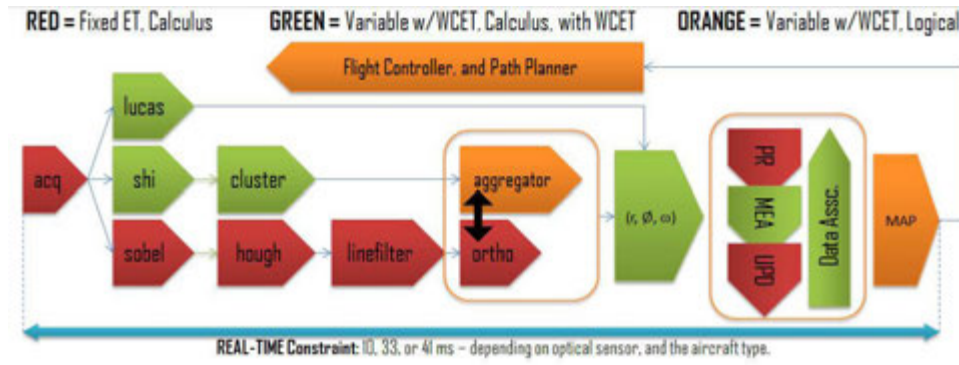 RED = Fixed ET, Calculus
GREEN = Variable w/WCET, Calculus, with WCET
ORANGE = Variable w/WCET, Logical
Flight Controller, and Path Planner
lucas
acq
shi
cluster
aggregator
sobel
hough
linefilter
ortho
(r, Ø, ω)
PR
MEA
UPD
Data Assc.
MAP
REAL-TIME Constraint: 10, 33, or 41 ms – depending on optical sensor, and the aircraft type.